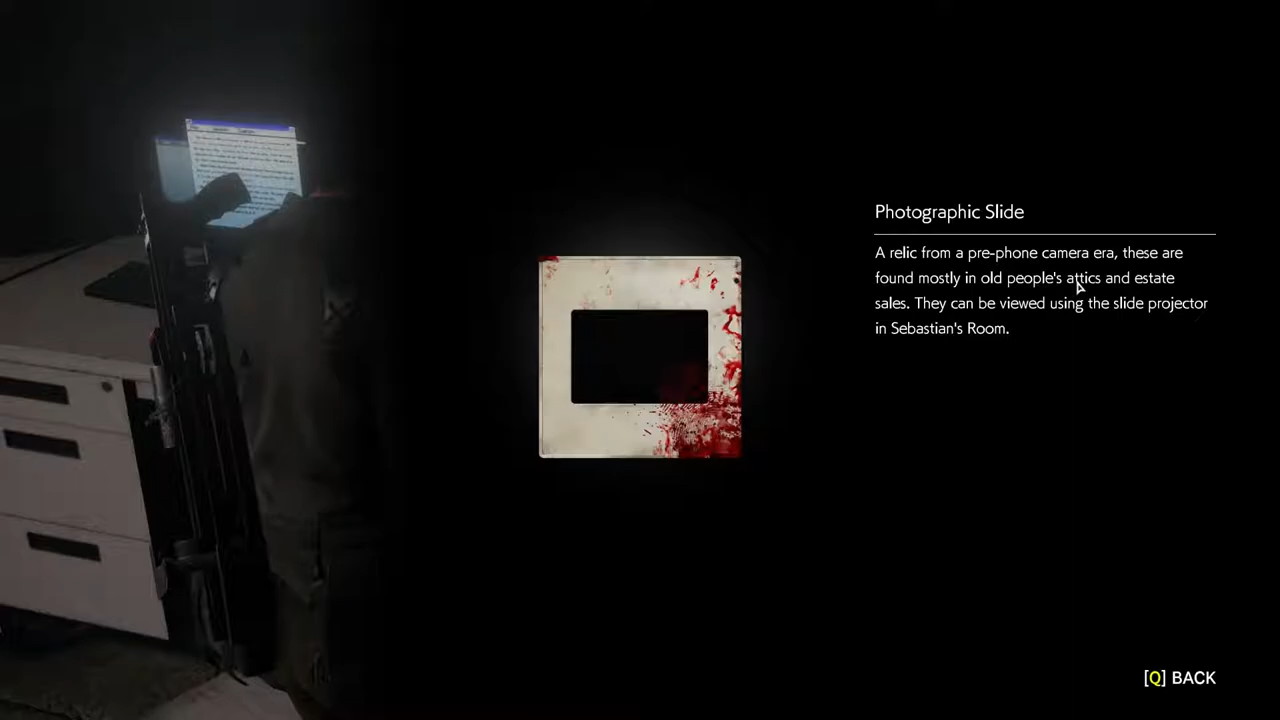 Photographic Slide
A relic from a pre-phone camera era, these are
found mostly in old people's attics and estate
sales. They can be viewed using the slide projector
in Sebastian's Room.
[Q] BACK